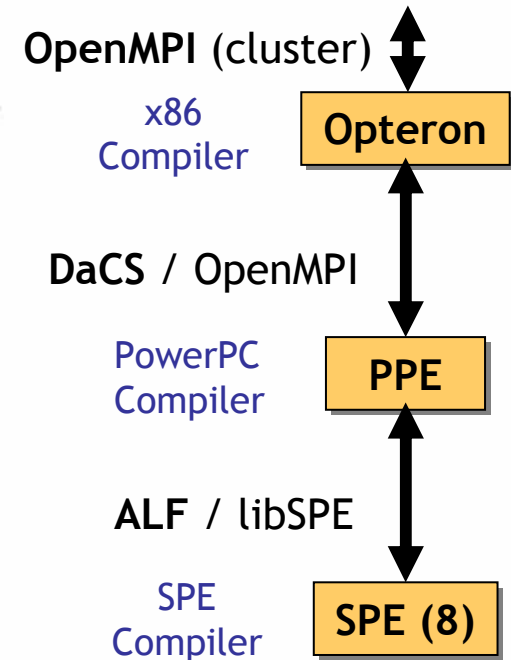 OpenMPI (cluster)
x86
Compiler
Opteron
DaCS / OpenMPI
PowerPC
Compiler
PPE
ALF / libSPE
SPE
Compiler
SPE (8)